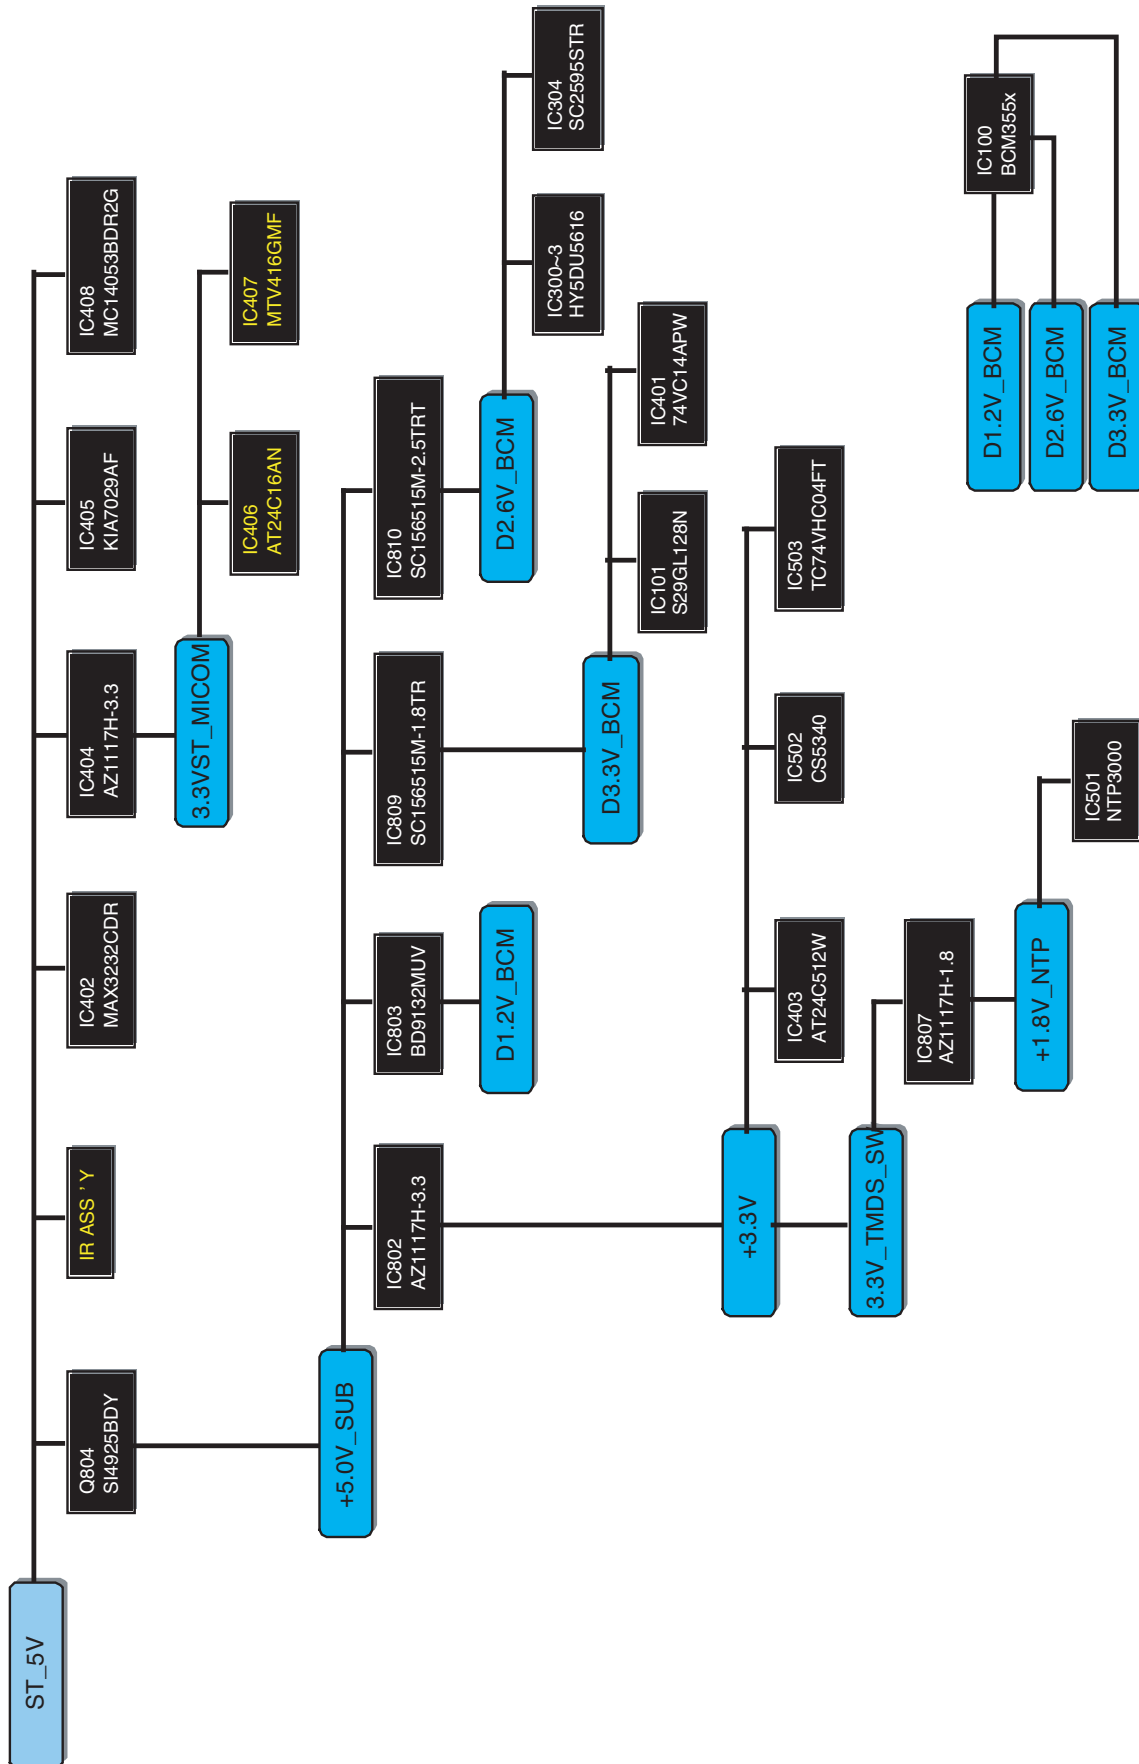 ST_5V
Q804
SI4925BDY
IR ASS ' Y
IC402
MAX3232CDR
IC404
AZ1117H-3.3
IC405
KIA7029AF
IC408
MC14053BDR2G
3.3VST_MICOM
IC406
AT24C16AN
IC407
MTV416GMF
+5.0V_SUB
IC802
AZ1117H-3.3
IC803
BD9132MUV
IC809
SC156515M-1.8TR
IC810
SC156515M-2.5TRT
D1.2V_BCM
D2.6V_BCM
IC300~3
HY5DU5616
IC304
SC2595STR
D3.3V_BCM
IC101
S29GL128N
IC401
74VC14APW
+3.3V
IC403
AT24C512W
IC502
CS5340
IC503
TC74VHC04FT
3.3V_TMDS_SW
IC807
AZ1117H-1.8
+1.8V_NTP
IC501
NTP3000
D1.2V_BCM
D2.6V_BCM
D3.3V_BCM
IC100
BCM355x